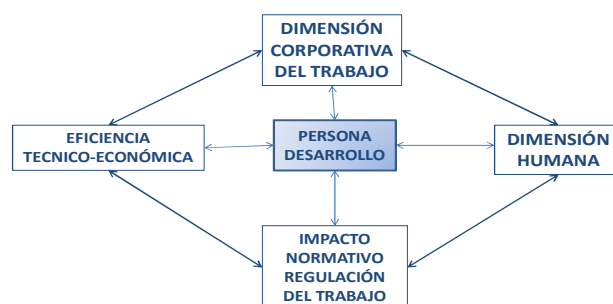 DIMENSIÓN
CORPORATIVA
DEL TRABAJO
EFICIENCIA
TECNICO-ECONÓMICA
PERSONA
DESARROLLO
DIMENSIÓN
HUMANA
IMPACTO
NORMATIVO
REGULACIÓN
DEL TRABAJO